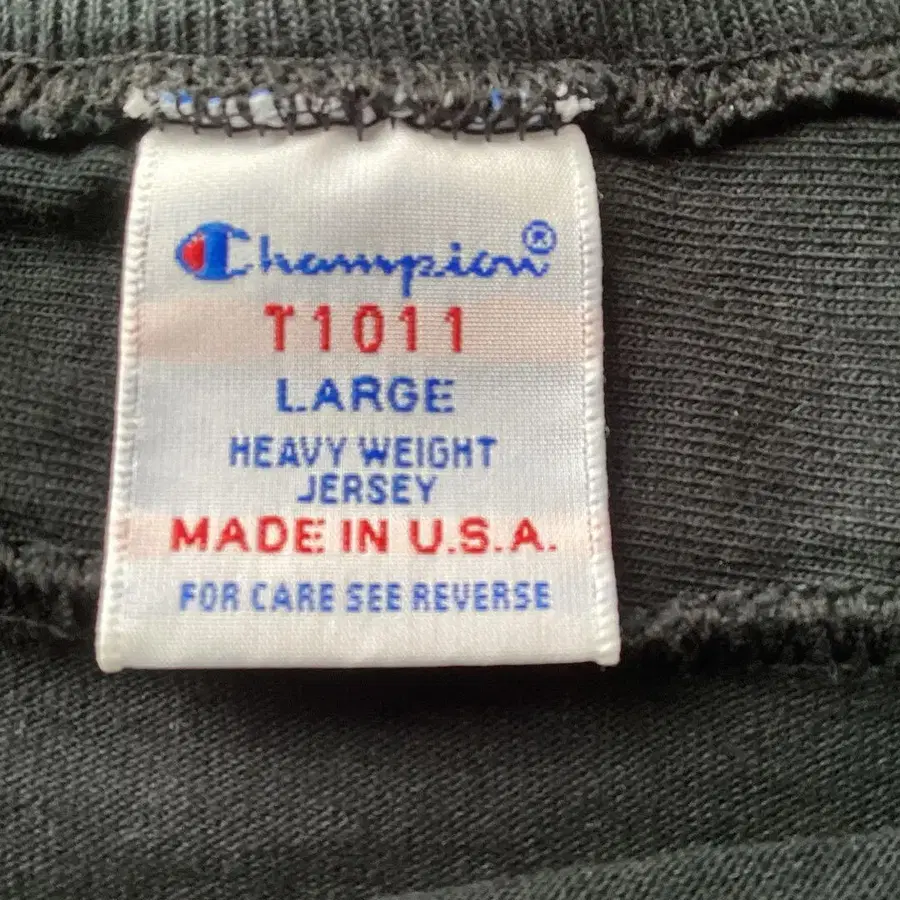 Champion®
T1011
LARGE
HEAVY WEIGHT
JERSEY
MADE IN U.S.A.
FOR CARE SEE REVERSE